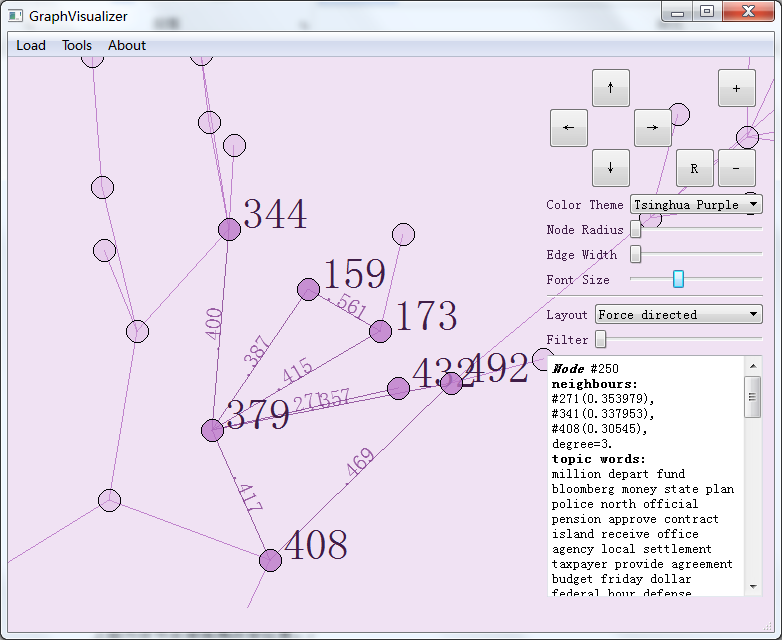 GraphVisualizer
Load Tools About
↑ +
← →
↓ R −
Color Theme Tsinghua Purple
Node Radius
Edge Width
Font Size
Layout Force directed
Filter
344
159
.561
173
.400
.387
.415
432
492
.271
.357
379
.469
.417
408
Node #250
neighbours:
#271(0.353979),
#341(0.337953),
#408(0.30545),
degree=3.
topic words:
million depart fund
bloomberg money state plan
police north official
pension approve contract
island receive office
agency local settlement
taxpayer provide agreement
budget friday dollar
federal hour defense